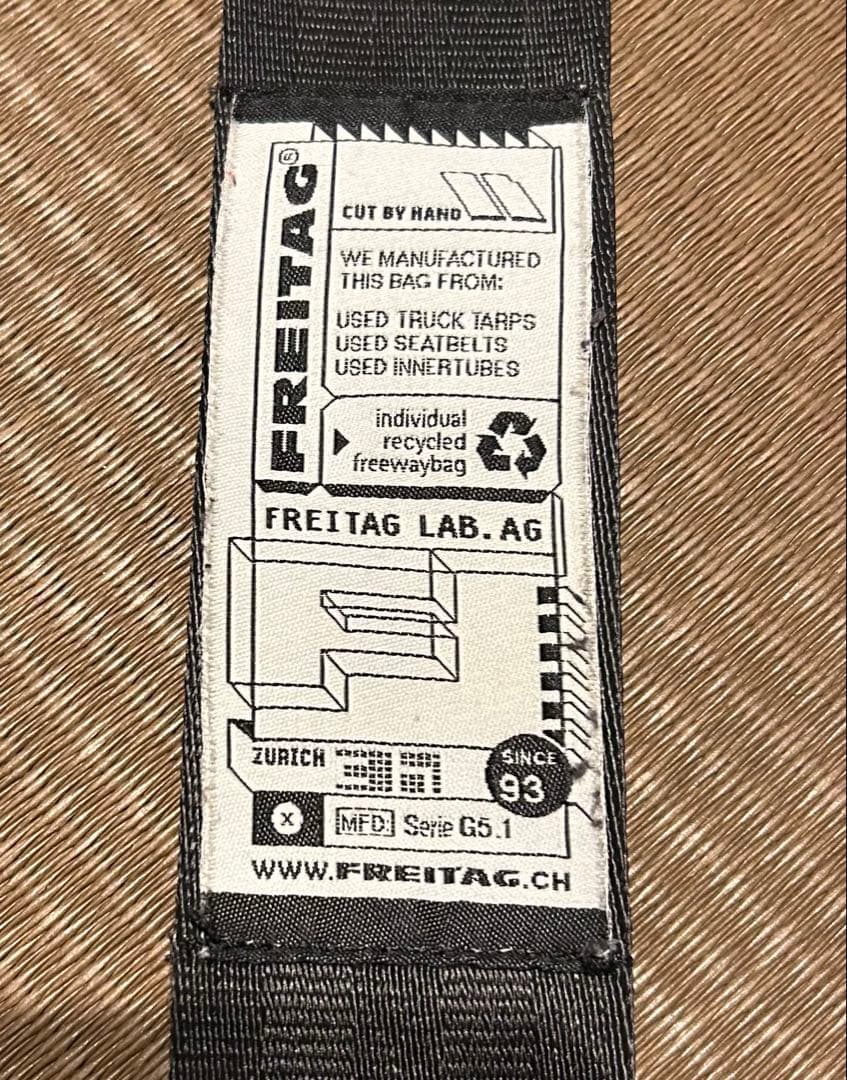 FREITAG®
CUT BY HAND
WE MANUFACTURED
THIS BAG FROM:
USED TRUCK TARPS
USED SEATBELTS
USED INNERTUBES
individual
recycled
freewaybag
FREITAG LAB.AG
F
ZURICH
SINCE
93
X
MFD: Serie G5.1
WWW.FREITAG.CH